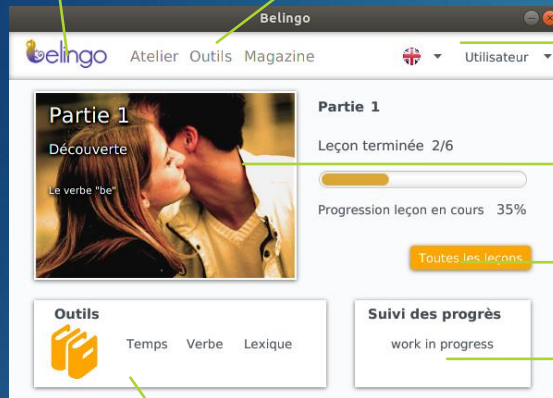 Belingo
belingo Atelier Outils Magazine Utilisateur
Partie 1
Découverte
Le verbe "be"
Partie 1
Leçon terminée 2/6
Progression leçon en cours 35%
Toutes les leçons
Outils
Temps Verbe Lexique
Suivi des progrès
work in progress